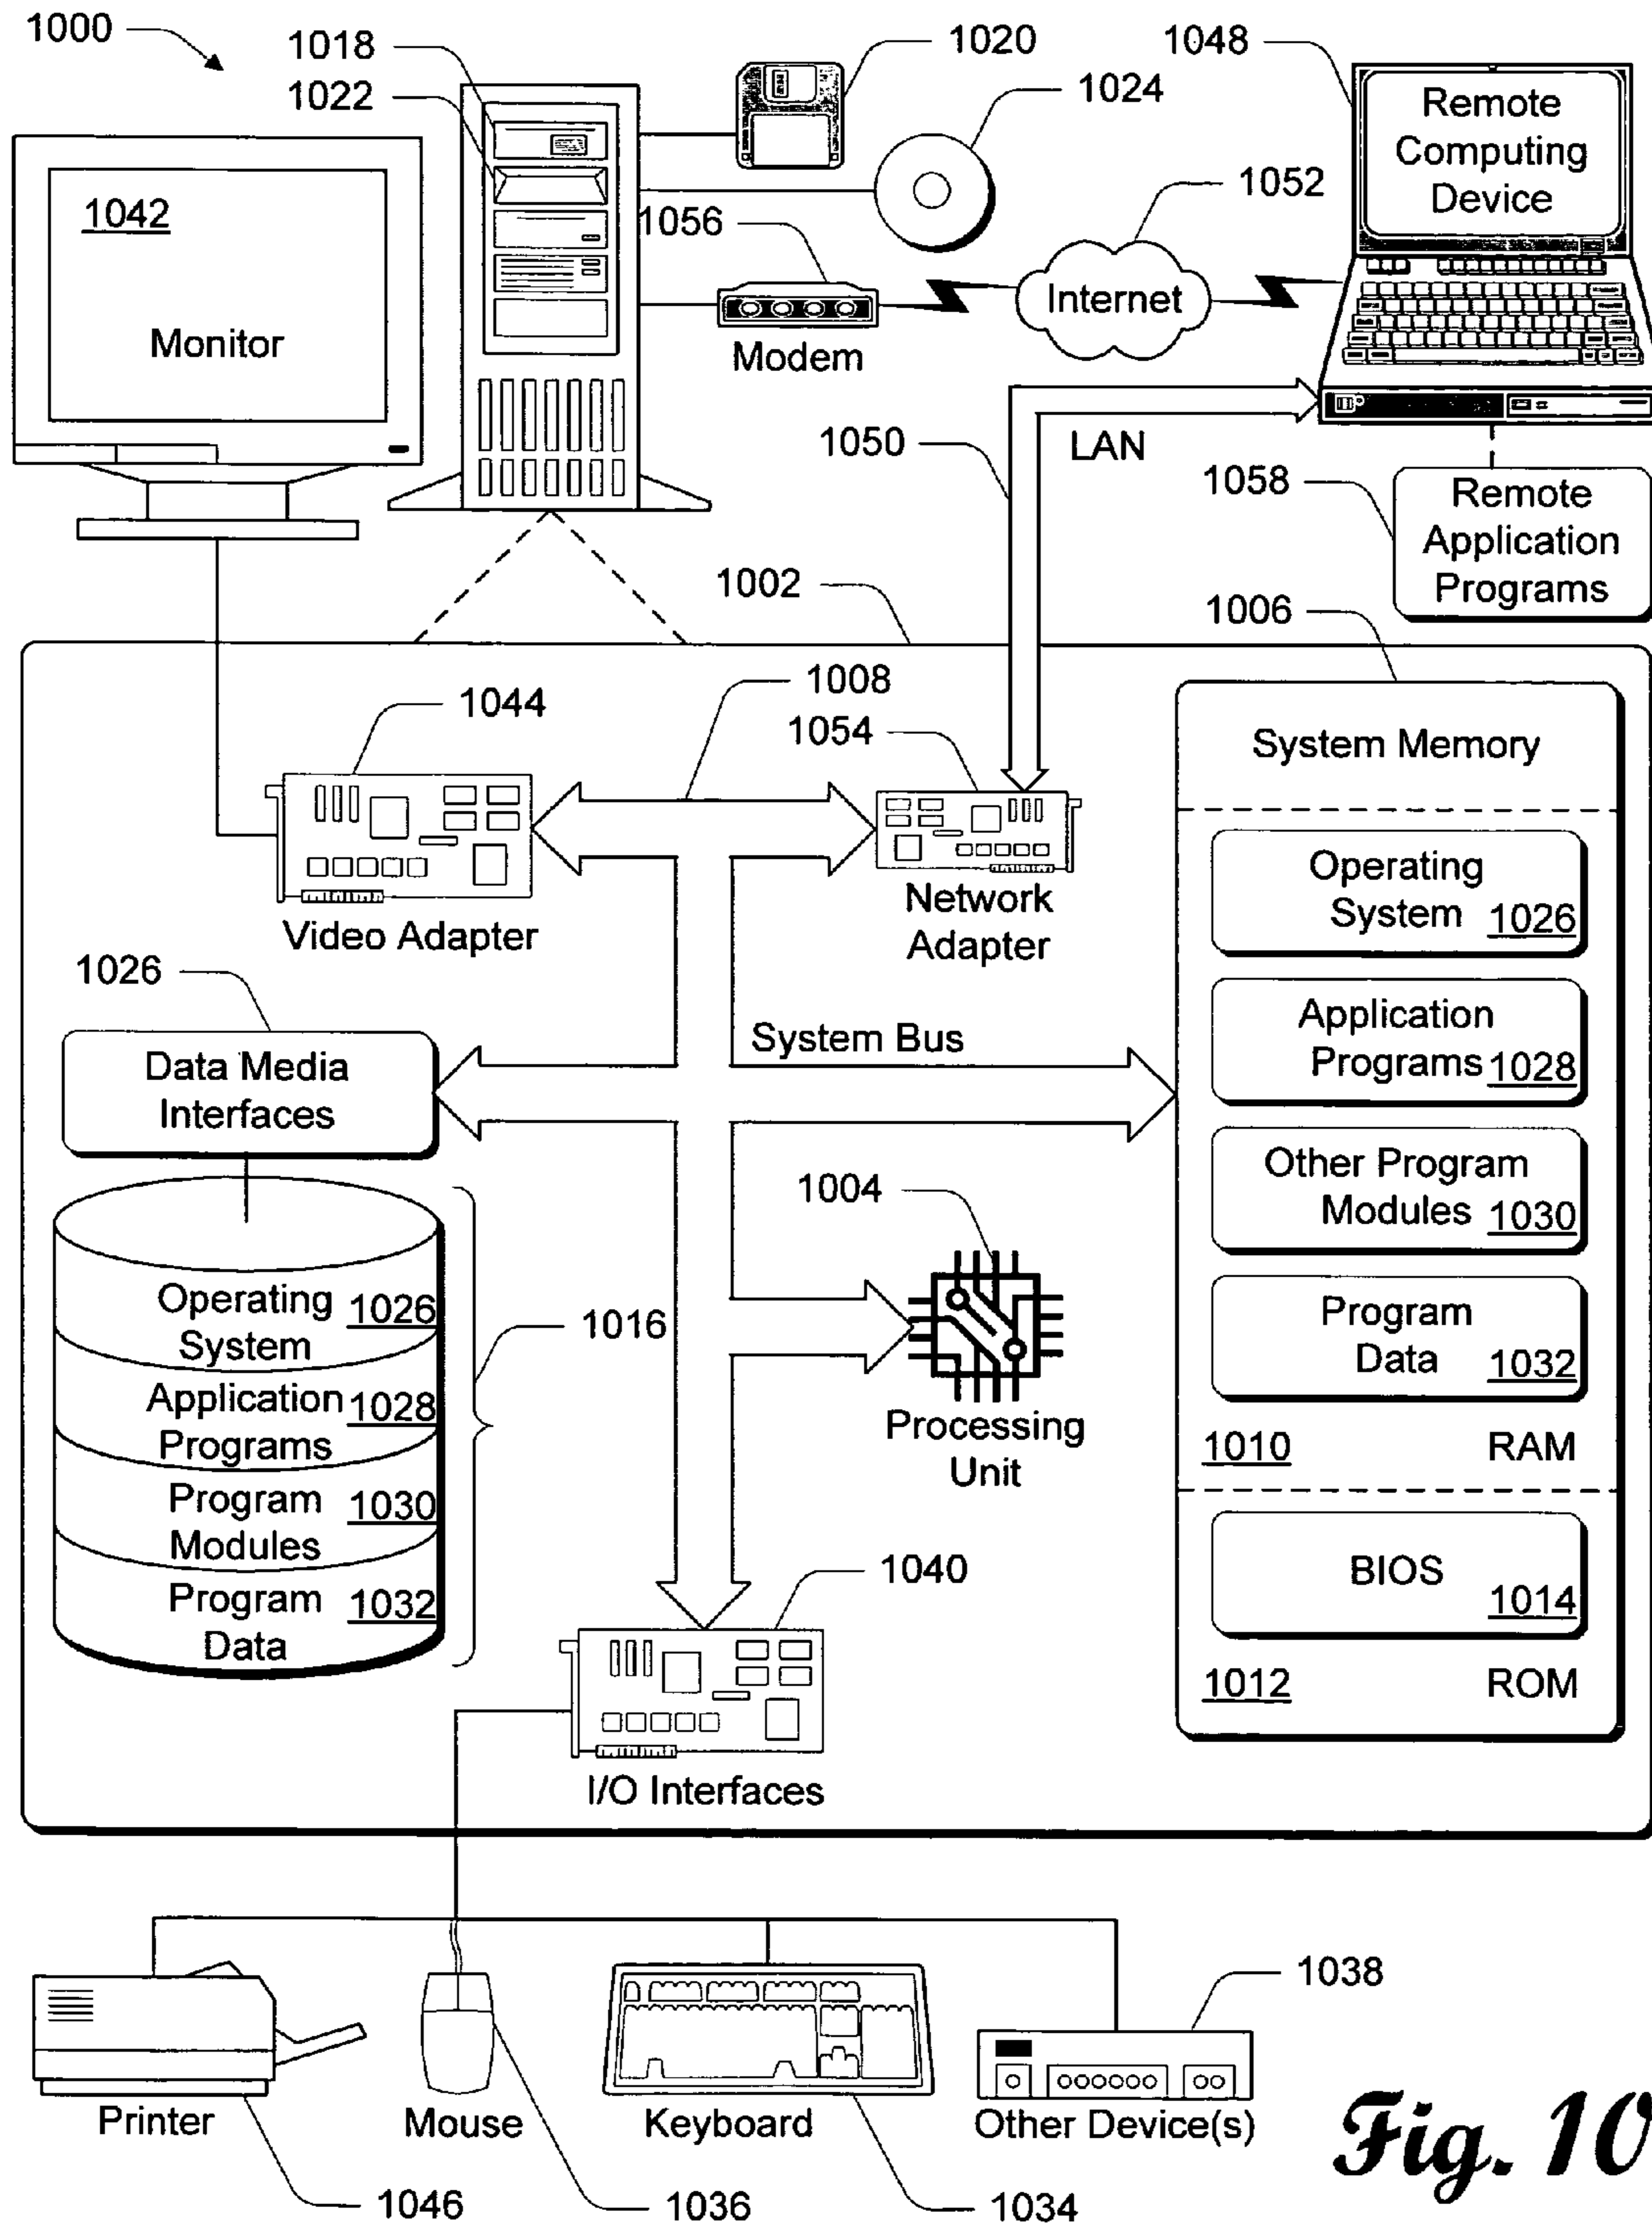 1000
1018
1022
1020
1024
1048
Remote
Computing
Device
1042
Monitor
1056
Modem
1052
Internet
1050
LAN
1058
Remote
Application
Programs
1002
1006
1044
1008
1054
System Memory
Video Adapter
Network
Adapter
Operating
System 1026
1026
Data Media
Interfaces
System Bus
Application
Programs 1028
Other Program
Modules 1030
1004
Processing
Unit
Program
Data 1032
1010 RAM
Operating 1026
System
Application 1028
Programs
Program 1030
Modules
Program 1032
Data
1016
BIOS
1014
1012 ROM
1040
I/O Interfaces
1038
Printer
Mouse
Keyboard
Other Device(s)
1046
1036
1034
Fig. 10